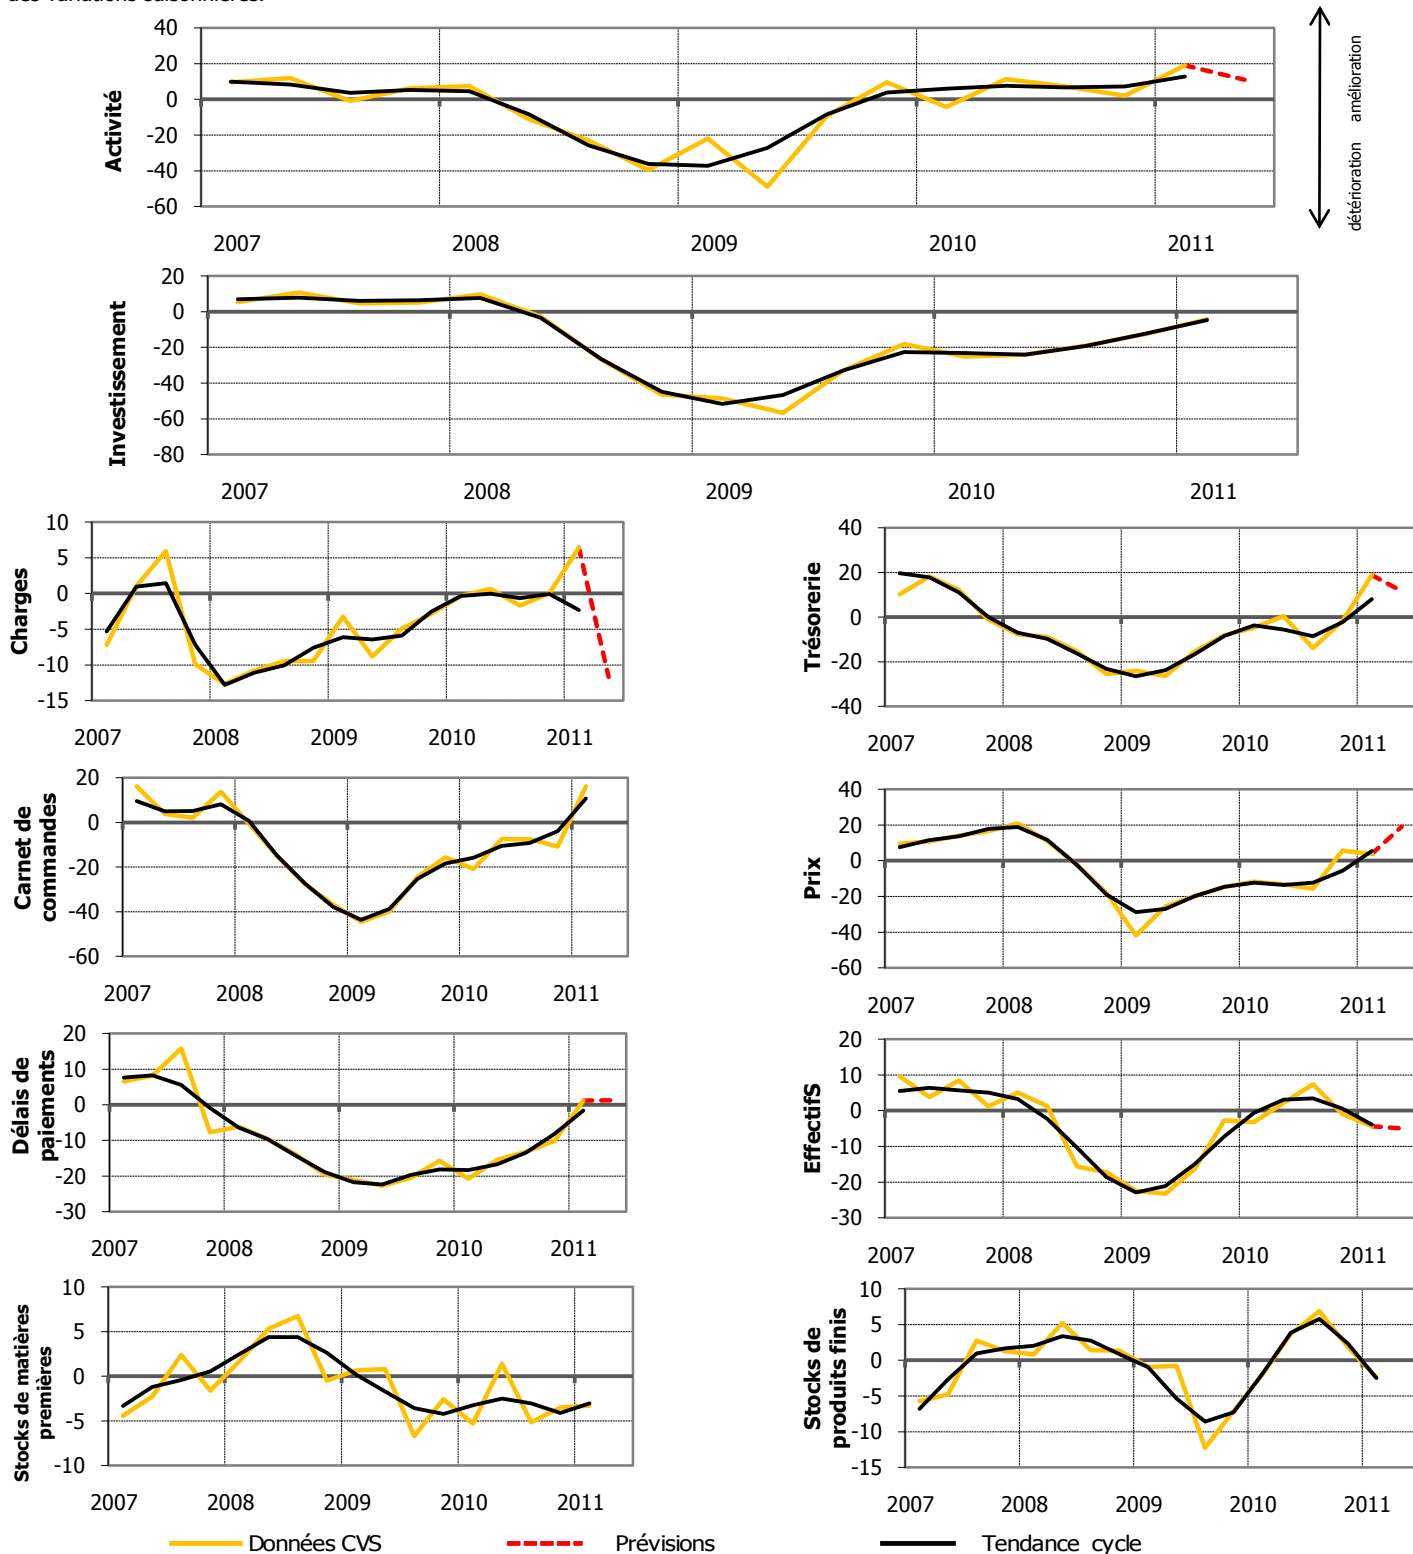 des variations saisonnières.
Activité
40
20
0
-20
-40
-60
2007 2008 2009 2010 2011
détérioration amélioration
Investissement
20
0
-20
-40
-60
-80
2007 2008 2009 2010 2011
Charges
10
5
0
-5
-10
-15
2007 2008 2009 2010 2011
Trésorerie
40
20
0
-20
-40
2007 2008 2009 2010 2011
Carnet de
commandes
20
0
-20
-40
-60
2007 2008 2009 2010 2011
Prix
40
20
0
-20
-40
-60
2007 2008 2009 2010 2011
Délais de
paiements
20
10
0
-10
-20
-30
2007 2008 2009 2010 2011
EffectifS
20
10
0
-10
-20
-30
2007 2008 2009 2010 2011
Stocks de matières
premières
10
5
0
-5
-10
2007 2008 2009 2010 2011
Stocks de
produits finis
10
5
0
-5
-10
-15
2007 2008 2009 2010 2011
Données CVS Prévisions Tendance cycle